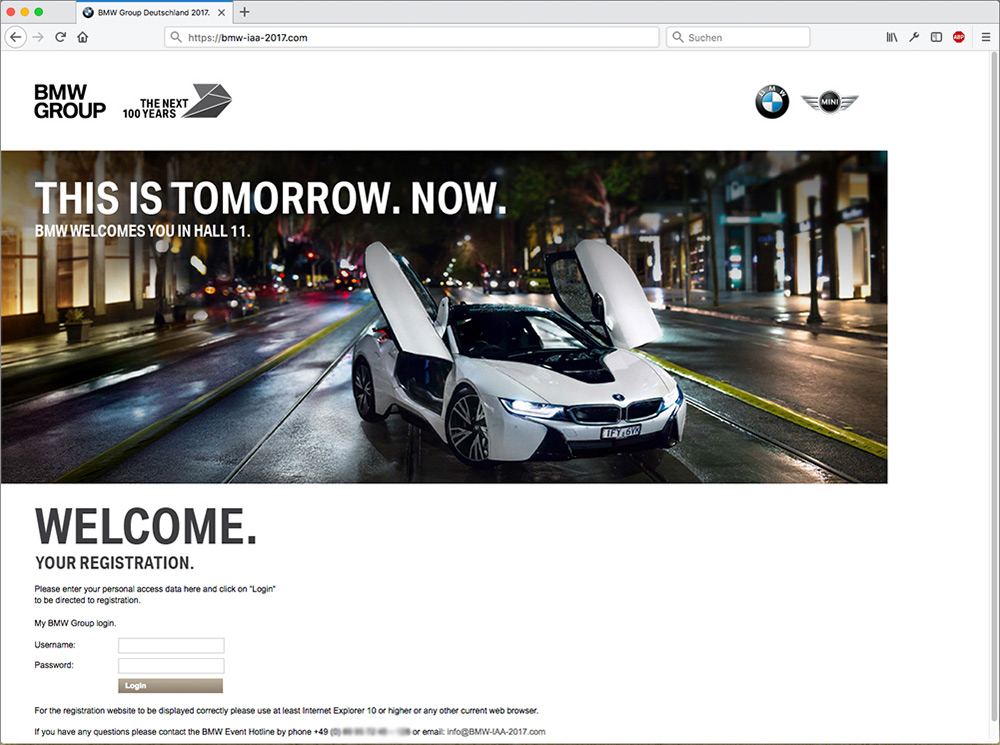 BMW Group Deutschland 2017.
https://bmw-iaa-2017.com
Suchen
ABP
BMW
GROUP
THE NEXT
100 YEARS
BMW
MINI
THIS IS TOMORROW. NOW.
BMW WELCOMES YOU IN HALL 11.
WELCOME.
YOUR REGISTRATION.
Please enter your personal access data here and click on "Login"
to be directed to registration.
My BMW Group login.
Username:
Password:
Login
For the registration website to be displayed correctly please use at least Internet Explorer 10 or higher or any other current web browser.
If you have any questions please contact the BMW Event Hotline by phone +49 or email: info@BMW-IAA-2017.com